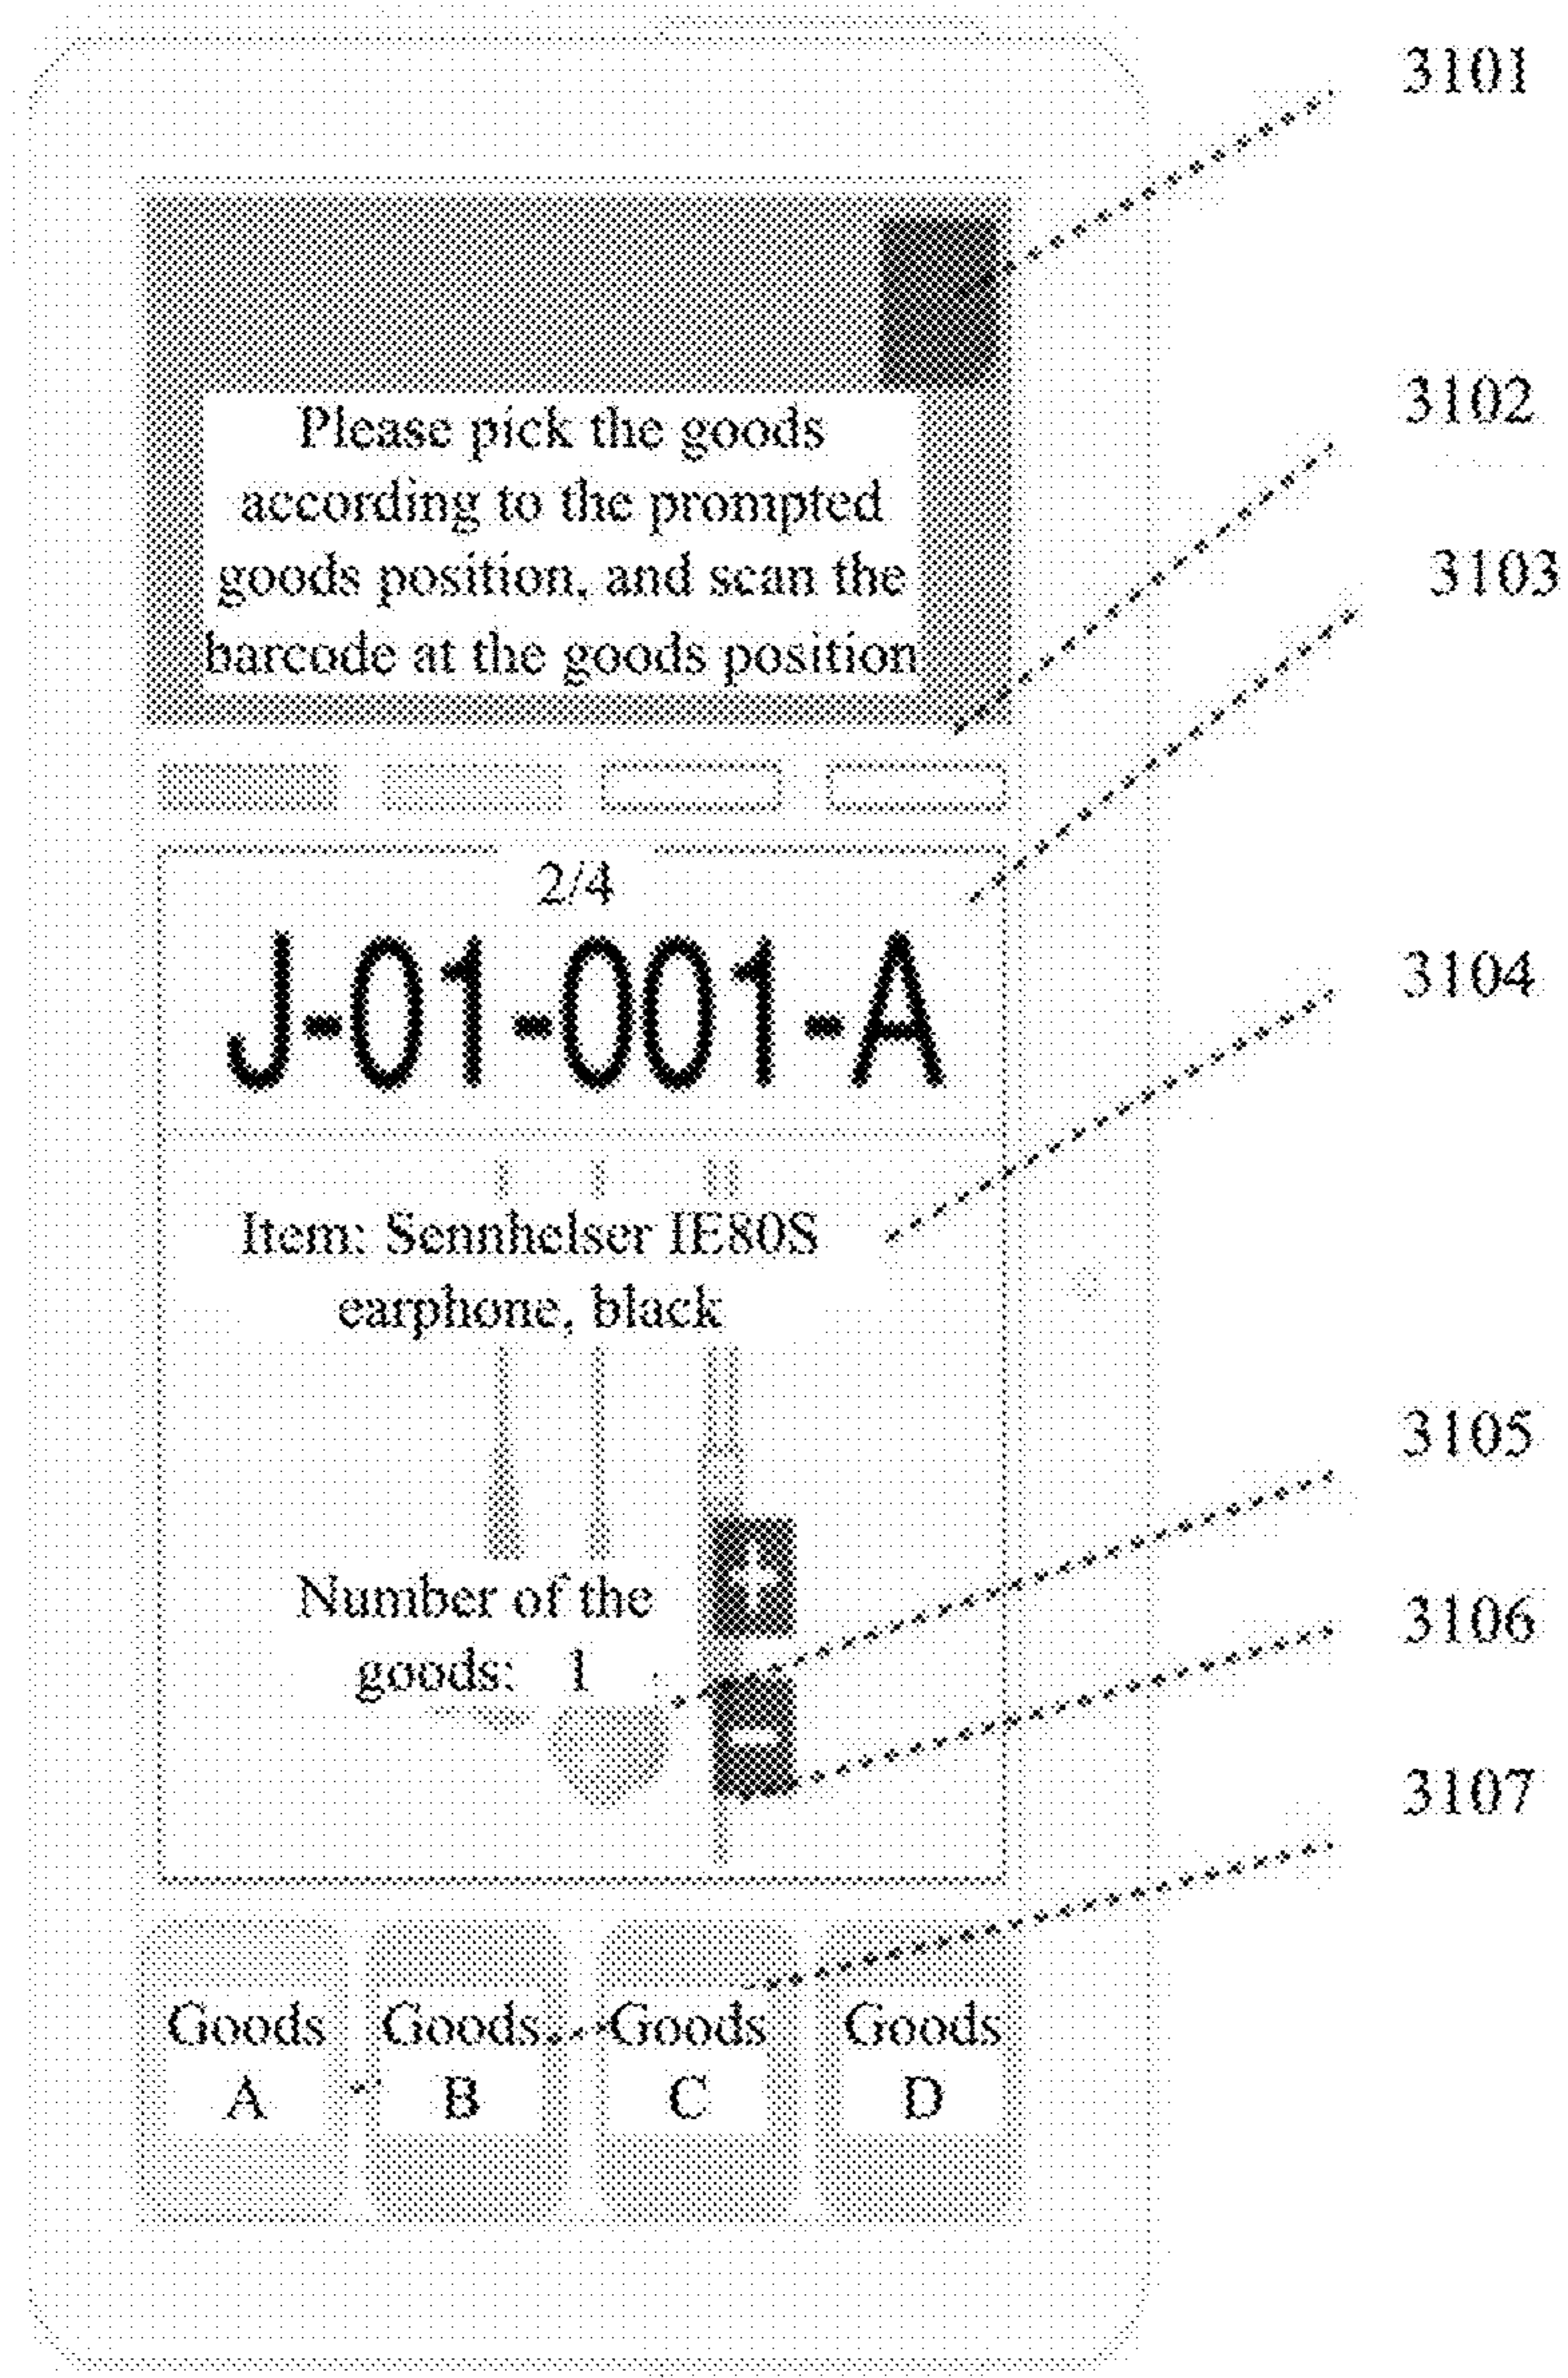 3101
Please pick the goods
according to the prompted
goods position, and scan the
barcode at the goods position
3102
3103
2/4
J-01-001-A
3104
Item: Sennhelser IE80S
earphone, black
+
3105
Number of the
goods: 1
-
3106
3107
Goods A
Goods B
Goods C
Goods D